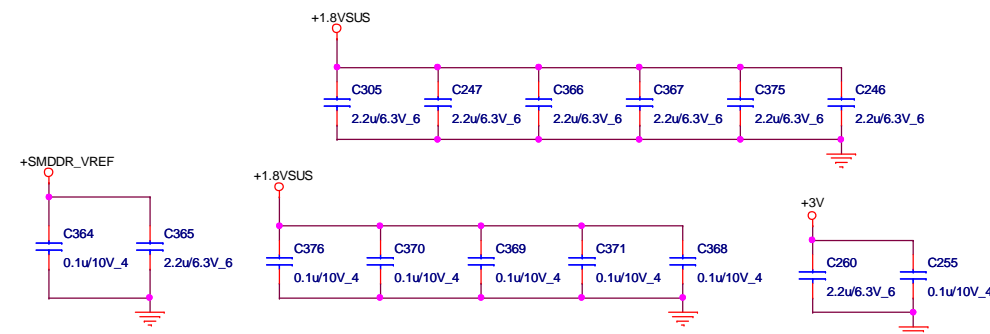 +1.8VSUS
C305
2.2u/6.3V_6
C247
2.2u/6.3V_6
C366
2.2u/6.3V_6
C367
2.2u/6.3V_6
C375
2.2u/6.3V_6
C246
2.2u/6.3V_6
+SMDDR_VREF
C364
0.1u/10V_4
C365
2.2u/6.3V_6
+1.8VSUS
C376
0.1u/10V_4
C370
0.1u/10V_4
C369
0.1u/10V_4
C371
0.1u/10V_4
C368
0.1u/10V_4
+3V
C260
2.2u/6.3V_6
C255
0.1u/10V_4